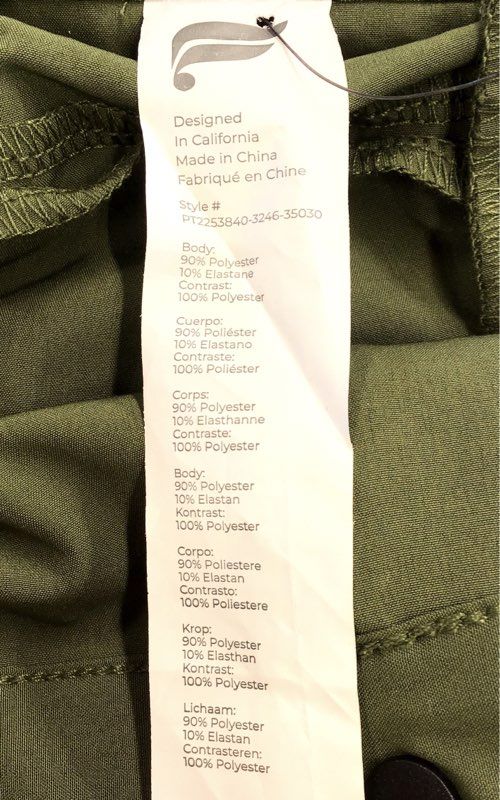 Designed
In California
Made in China
Fabriqué en Chine
Style #
PT2253840-3246-35030
Body:
90% Polyester
10% Elastane
Contrast:
100% Polyester
Cuerpo:
90% Poliéster
10% Elastano
Contraste:
100% Poliéster
Corps:
90% Polyester
10% Elasthanne
Contraste:
100% Polyester
Body:
90% Polyester
10% Elastan
Kontrast:
100% Polyester
Corpo:
90% Poliestere
10% Elastan
Contrasto:
100% Poliestere
Krop:
90% Polyester
10% Elasthan
Kontrast:
100% Polyester
Lichaam:
90% Polyester
10% Elastan
Contrasteren:
100% Polyester